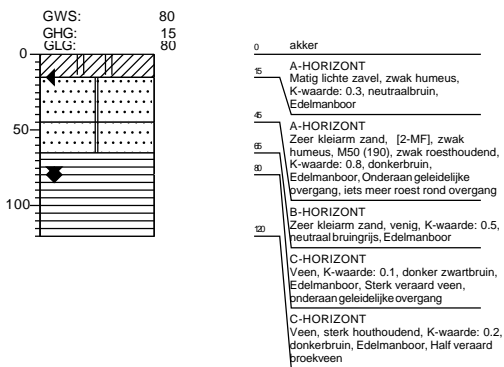 GWS: 80
GHG: 15
GLG: 80
0
50
100
0 akker
15
A-HORIZONT
Matig lichte zavel, zwak humeus,
K-waarde: 0.3, neutraalbruin,
Edelmanboor
45
A-HORIZONT
Zeer kleiarm zand, [2-MF], zwak
humeus, M50 (190), zwak roesthoudend,
K-waarde: 0.8, donkerbruin,
Edelmanboor, Onderaan geleidelijke
overgang, iets meer roest rond overgang
65
B-HORIZONT
Zeer kleiarm zand, venig, K-waarde: 0.5,
neutraal bruingrijs, Edelmanboor
80
C-HORIZONT
Veen, K-waarde: 0.1, donker zwartbruin,
Edelmanboor, Sterk veraard veen,
onderaan geleidelijke overgang
120
C-HORIZONT
Veen, sterk houthoudend, K-waarde: 0.2,
donkerbruin, Edelmanboor, Half veraard
broekveen